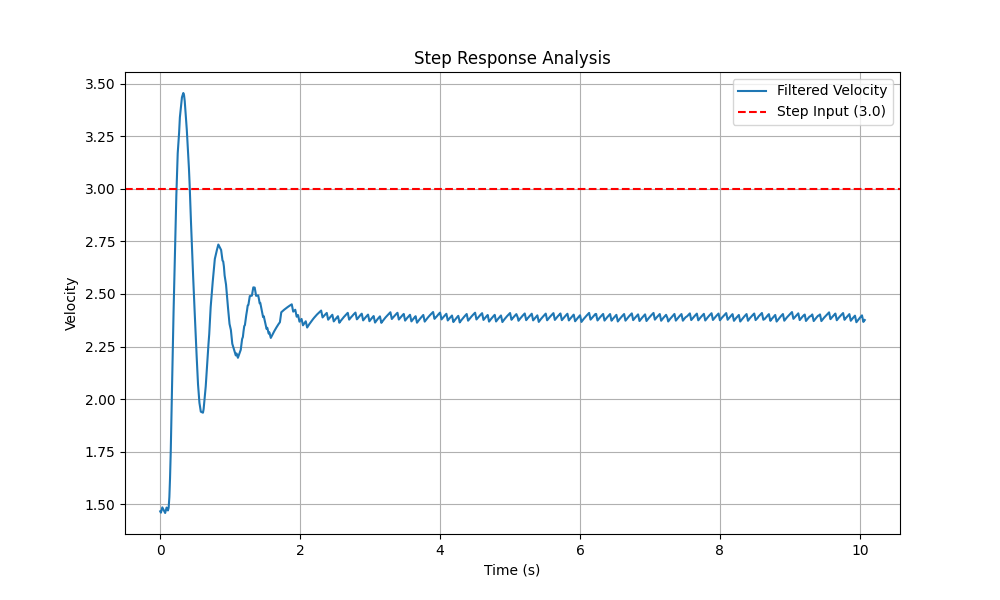 Step Response Analysis
Filtered Velocity
Step Input (3.0)
Velocity
3.50
3.25
3.00
2.75
2.50
2.25
2.00
1.75
1.50
0 2 4 6 8 10
Time (s)